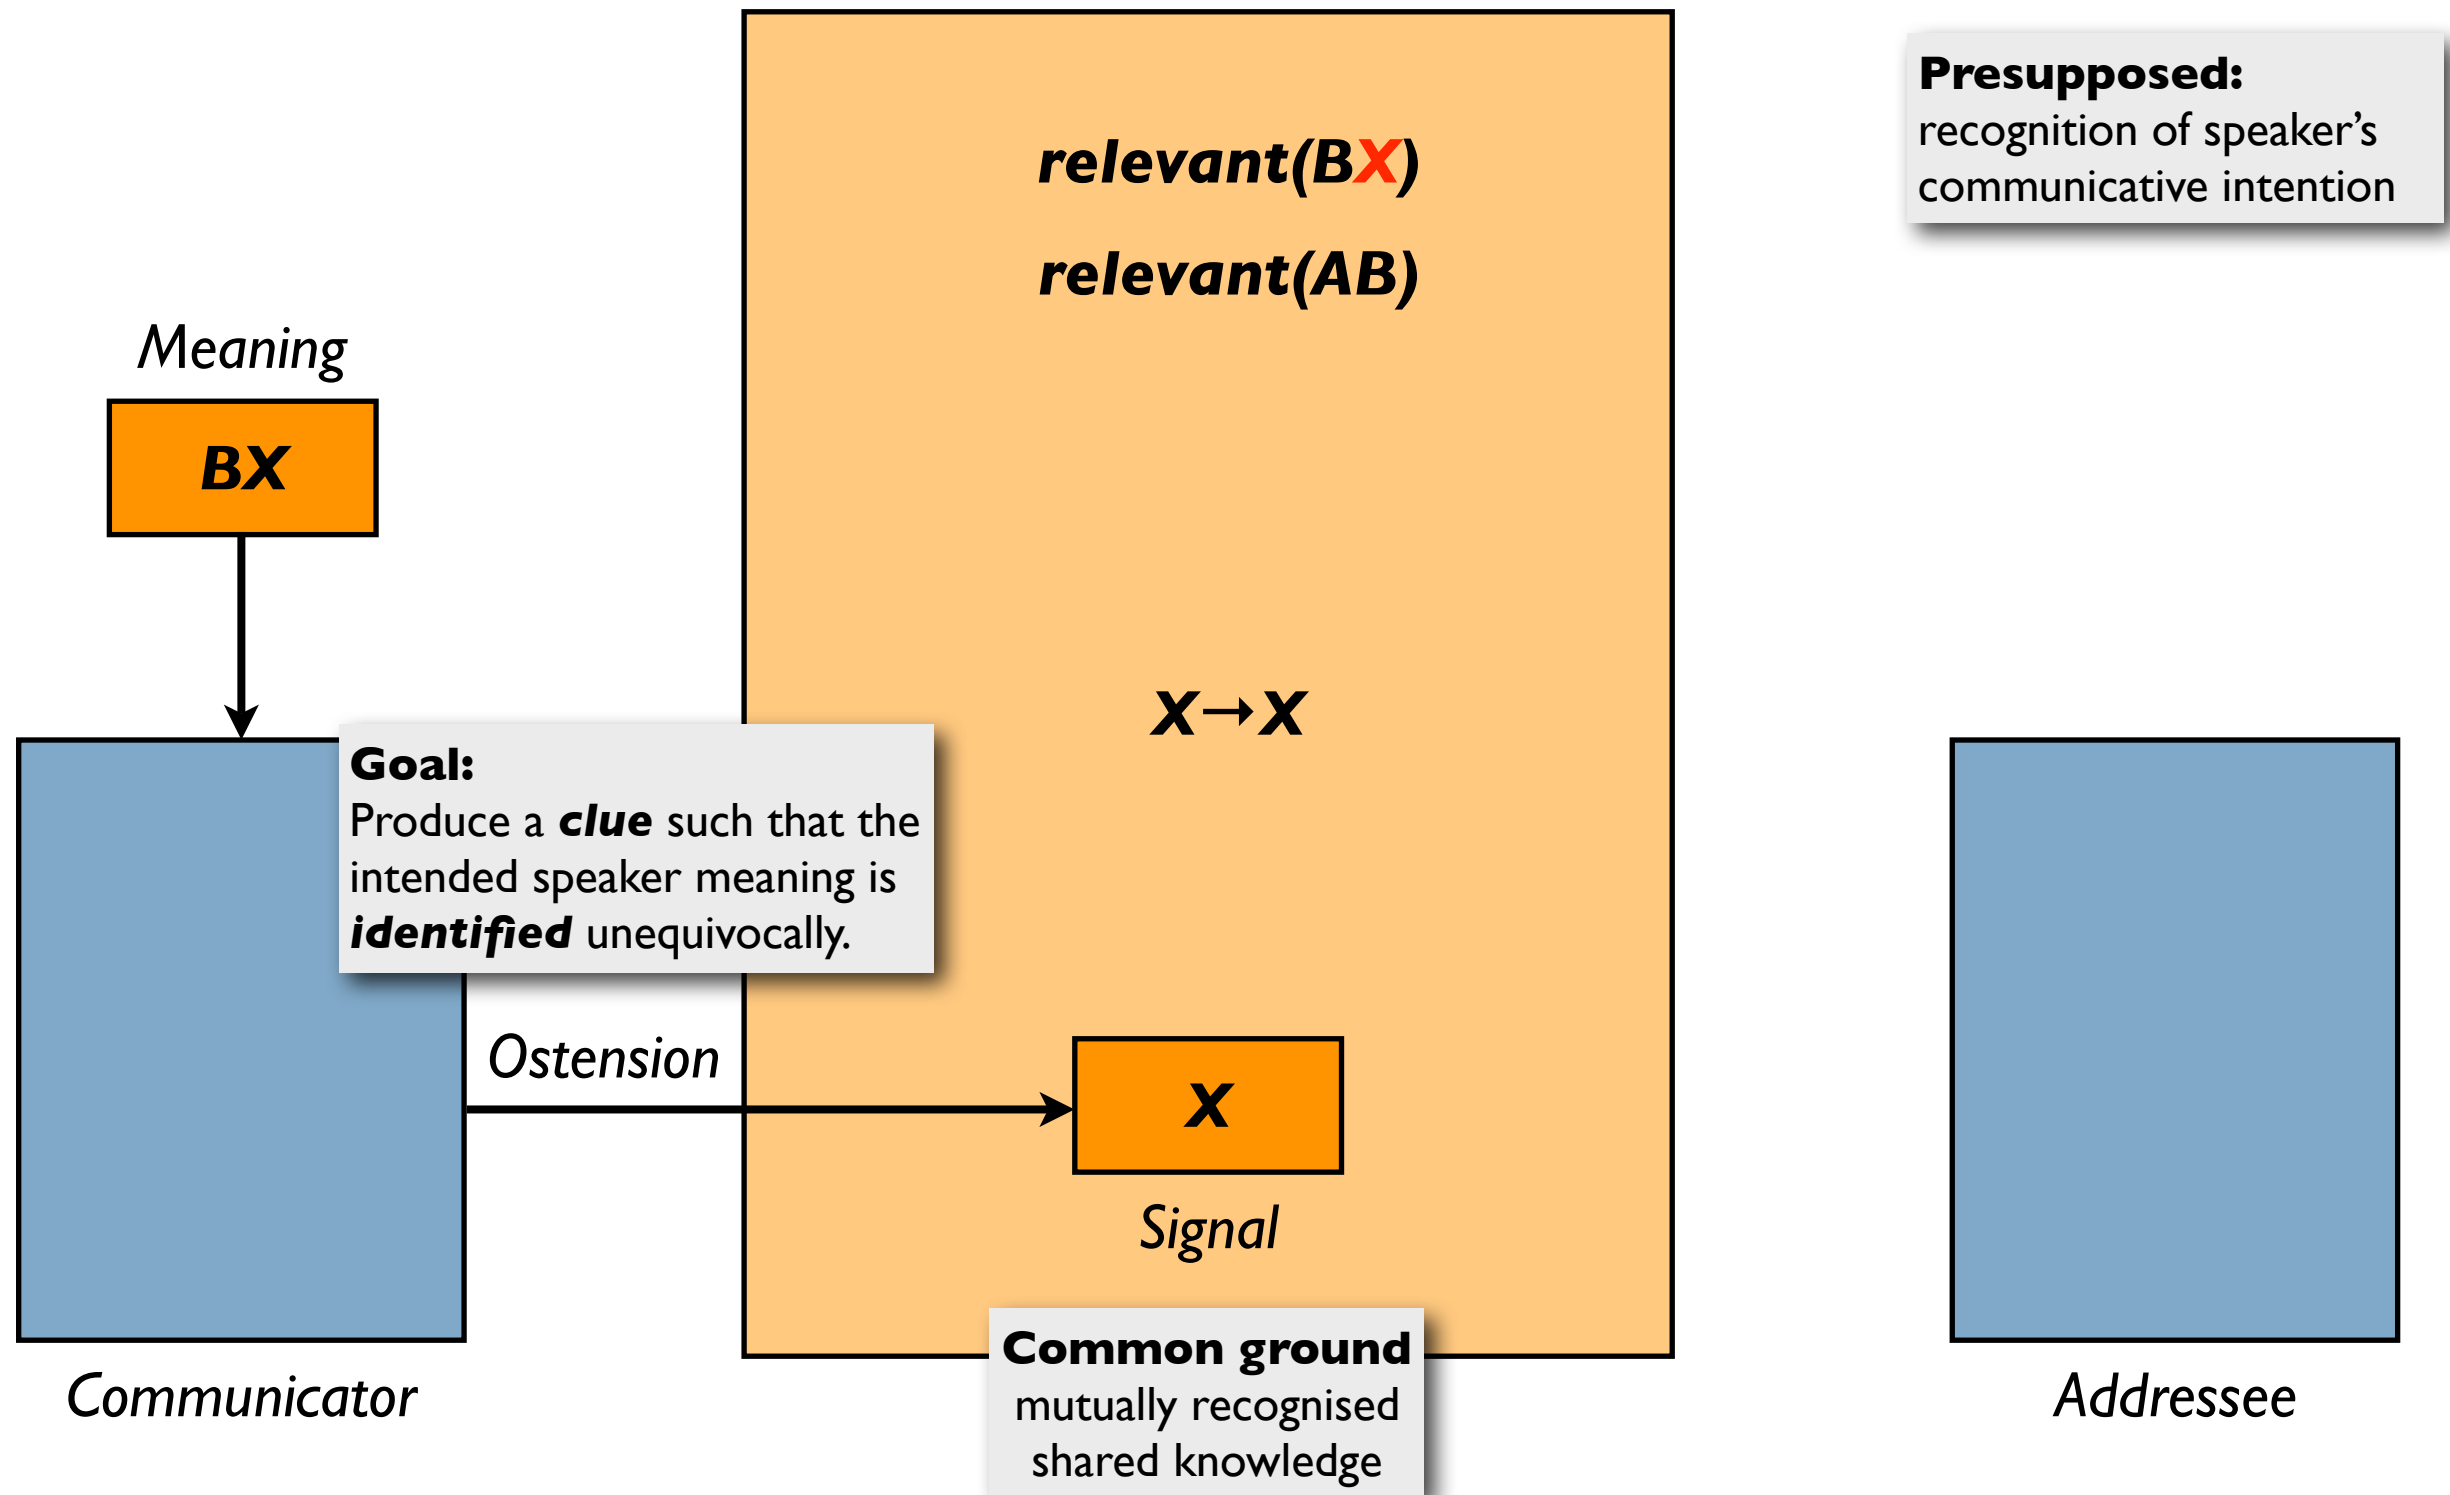 Presupposed:
recognition of speaker’s
communicative intention
relevant(BX)
relevant(AB)
Meaning
BX
X→X
Goal:
Produce a clue such that the
intended speaker meaning is
identified unequivocally.
Ostension
X
Signal
Common ground
mutually recognised
shared knowledge
Communicator
Addressee